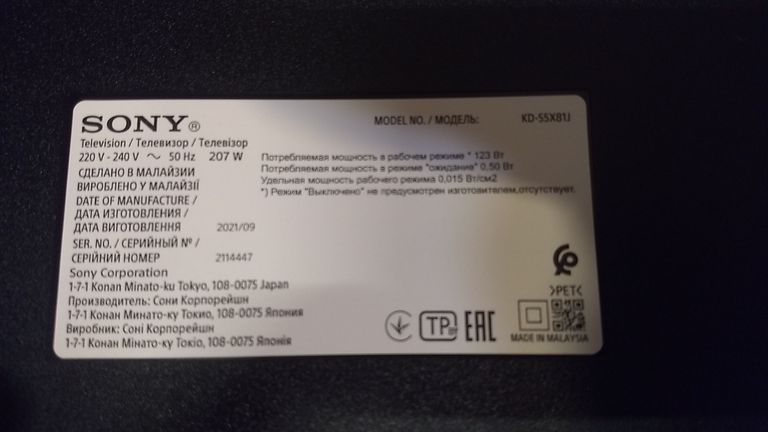 SONY®
MODEL NO. / МОДЕЛЬ: KD-55X81J
Television / Телевизор / Телевізор
220 V - 240 V ~ 50 Hz 207 W
Потребляемая мощность в рабочем режиме * 123 Вт
Потребляемая мощность в режиме "ожидание" 0,50 Вт
Удельная мощность рабочего режима 0,015 Вт/см2
*) Режим "Выключено" не предусмотрен изготовителем,отсутствует.
СДЕЛАНО В МАЛАЙЗИИ
ВИРОБЛЕНО У МАЛАЙЗІЇ
DATE OF MANUFACTURE /
ДАТА ИЗГОТОВЛЕНИЯ /
ДАТА ВИГОТОВЛЕННЯ 2021/09
SER. NO. / СЕРИЙНЫЙ № /
СЕРІЙНИЙ НОМЕР 2114447
Sony Corporation
1-7-1 Konan Minato-ku Tokyo, 108-0075 Japan
Производитель: Сони Корпорейшн
1-7-1 Конан Минато-ку Токио, 108-0075 Япония
Виробник: Соні Корпорейшн
1-7-1 Конан Мінато-ку Токіо, 108-0075 Японія
TP BY EAC
>PET<
MADE IN MALAYSIA